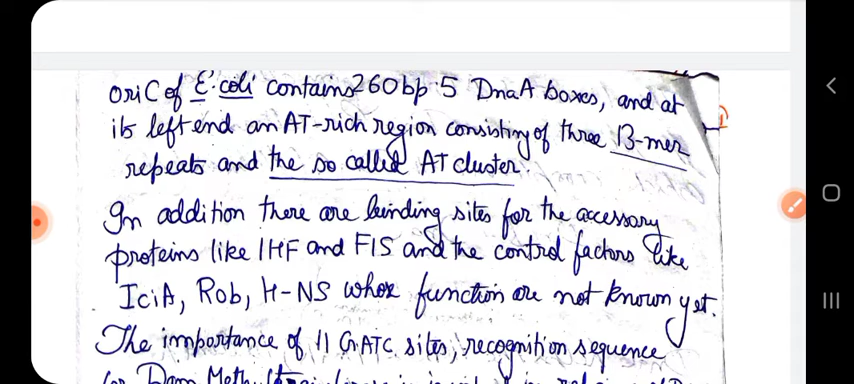 oriC of E. coli contains 260bp. 5 DnaA boxes, and at
its left end an AT-rich region consisting of three 13-mer
repeats and the so called AT cluster.
In addition there are binding sites for the accessory
proteins like IHF and FIS and the control factors like
IciA, Rob, H-NS whose function are not known yet.
The importance of 11 GATC sites, recognition sequence
for Dam